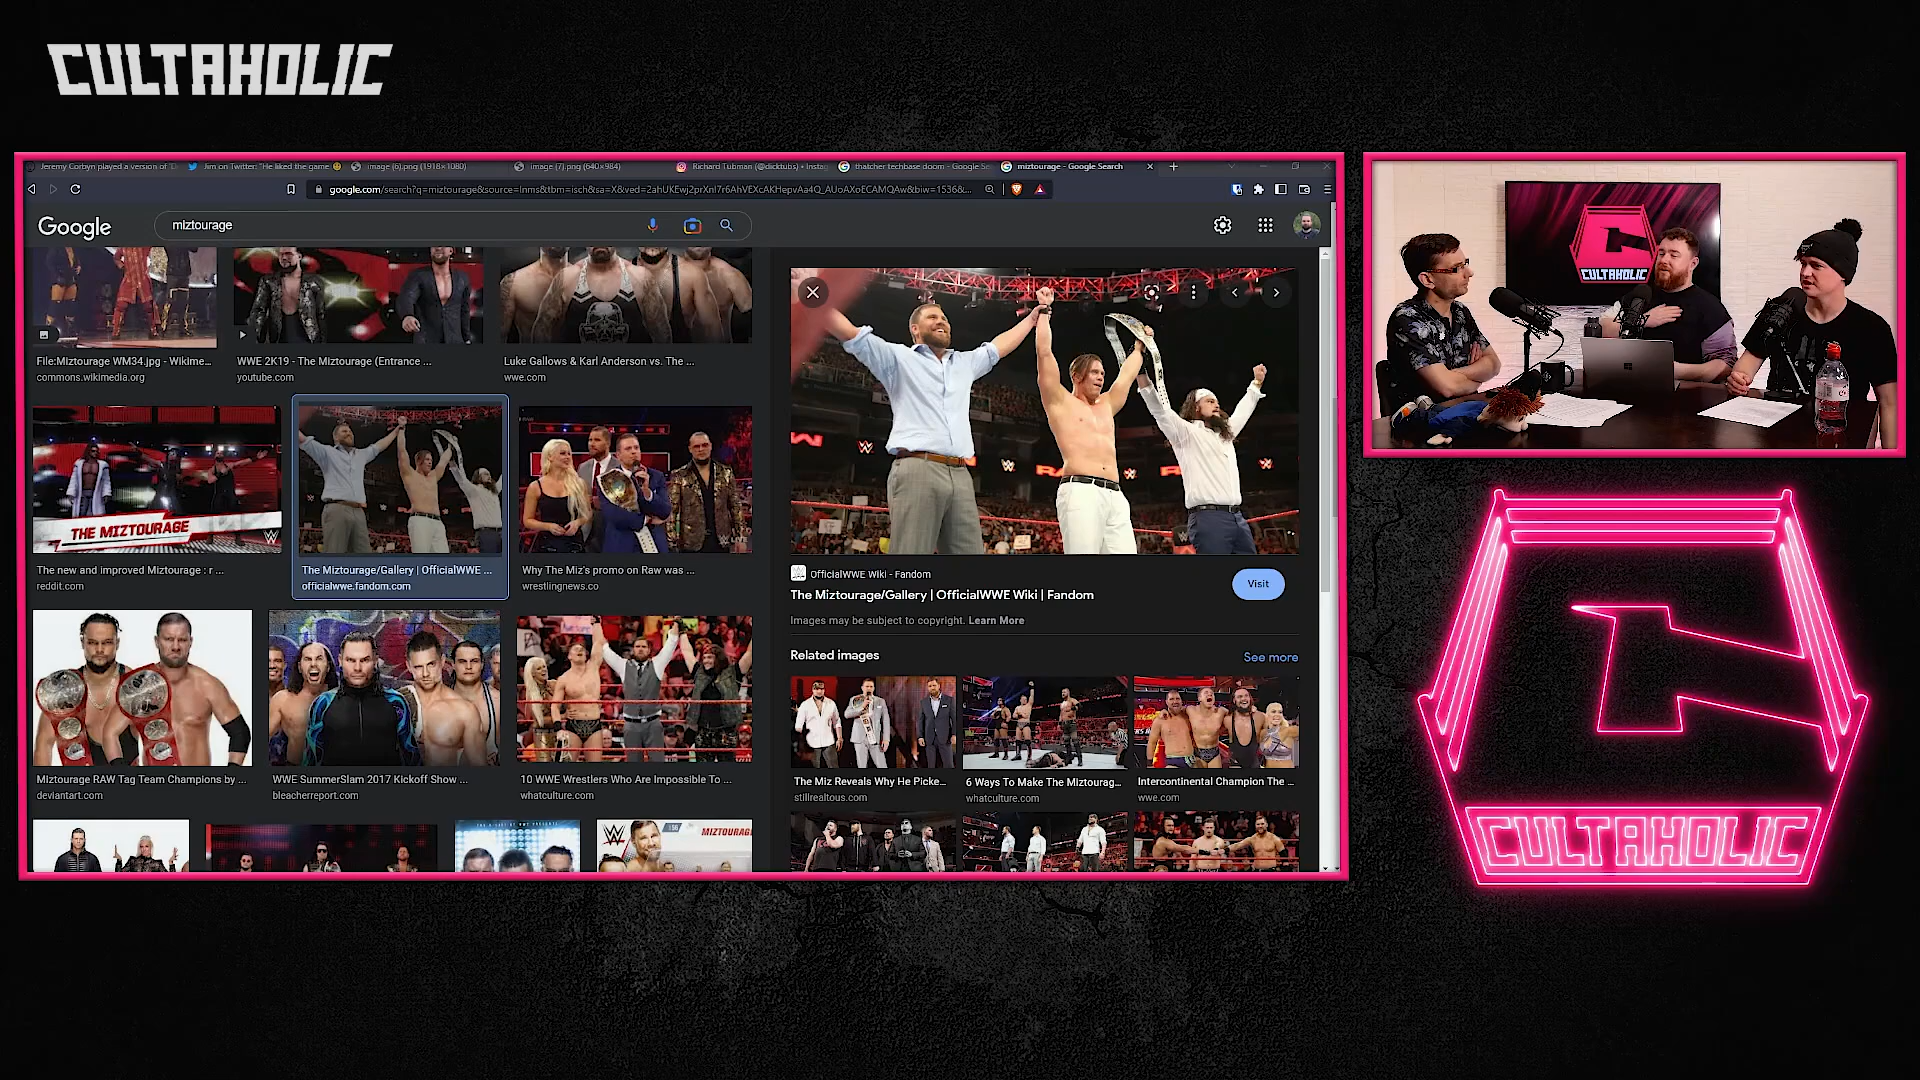 CULTAHOLIC
Jeremy Corbyn played a version of 'D
Jim on Twitter: "He liked the game
image (6).png (1918×1080)
image (7).png (640×984)
Richard Tubman (@dicktubs) • Insta
thatcher techbase doom - Google Se
miztourage - Google Search
google.com/search?q=miztourage&source=lnms&tbm=isch&sa=X&ved=2ahUKEwj2prXnI7r6AhVEXcAKHepvAa4Q_AUoAXoECAMQAw&biw=1536&...
Google
miztourage
File:Miztourage WM34.jpg - Wikime...
commons.wikimedia.org
WWE 2K19 - The Miztourage (Entrance ...
youtube.com
Luke Gallows & Karl Anderson vs. The ...
wwe.com
THE MIZTOURAGE
The new and improved Miztourage : r ...
reddit.com
The Miztourage/Gallery | OfficialWWE ...
officialwwe.fandom.com
Why The Miz's promo on Raw was ...
wrestlingnews.co
OfficialWWE Wiki - Fandom
The Miztourage/Gallery | OfficialWWE Wiki | Fandom
Visit
Images may be subject to copyright. Learn More
Related images
See more
Miztourage RAW Tag Team Champions by ...
deviantart.com
WWE SummerSlam 2017 Kickoff Show ...
bleacherreport.com
10 WWE Wrestlers Who Are Impossible To ...
whatculture.com
The Miz Reveals Why He Picke...
stillrealtous.com
6 Ways To Make The Miztourag...
whatculture.com
Intercontinental Champion The ...
wwe.com
MIZTOURAGE
CULTAHOLIC
CULTAHOLIC